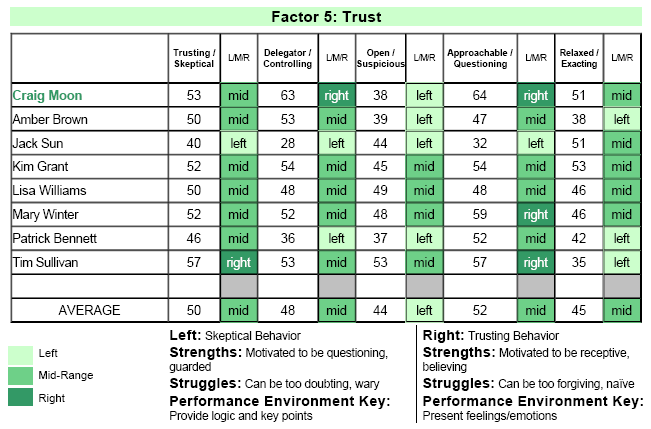 Factor 5: Trust
Trusting / Skeptical L/M/R Delegator / Controlling L/M/R Open / Suspicious L/M/R Approachable / Questioning L/M/R Relaxed / Exacting L/M/R
Craig Moon 53 mid 63 right 38 left 64 right 51 mid
Amber Brown 50 mid 53 mid 39 left 47 mid 38 left
Jack Sun 40 left 28 left 44 left 32 left 51 mid
Kim Grant 52 mid 54 mid 45 mid 54 mid 53 mid
Lisa Williams 50 mid 48 mid 49 mid 48 mid 46 mid
Mary Winter 52 mid 52 mid 48 mid 59 right 46 mid
Patrick Bennett 46 mid 36 left 37 left 52 mid 42 left
Tim Sullivan 57 right 53 mid 53 mid 57 right 35 left
AVERAGE 50 mid 48 mid 44 left 52 mid 45 mid
Left
Mid-Range
Right
Left: Skeptical Behavior
Strengths: Motivated to be questioning,
guarded
Struggles: Can be too doubting, wary
Performance Environment Key:
Provide logic and key points
Right: Trusting Behavior
Strengths: Motivated to be receptive,
believing
Struggles: Can be too forgiving, naïve
Performance Environment Key:
Present feelings/emotions